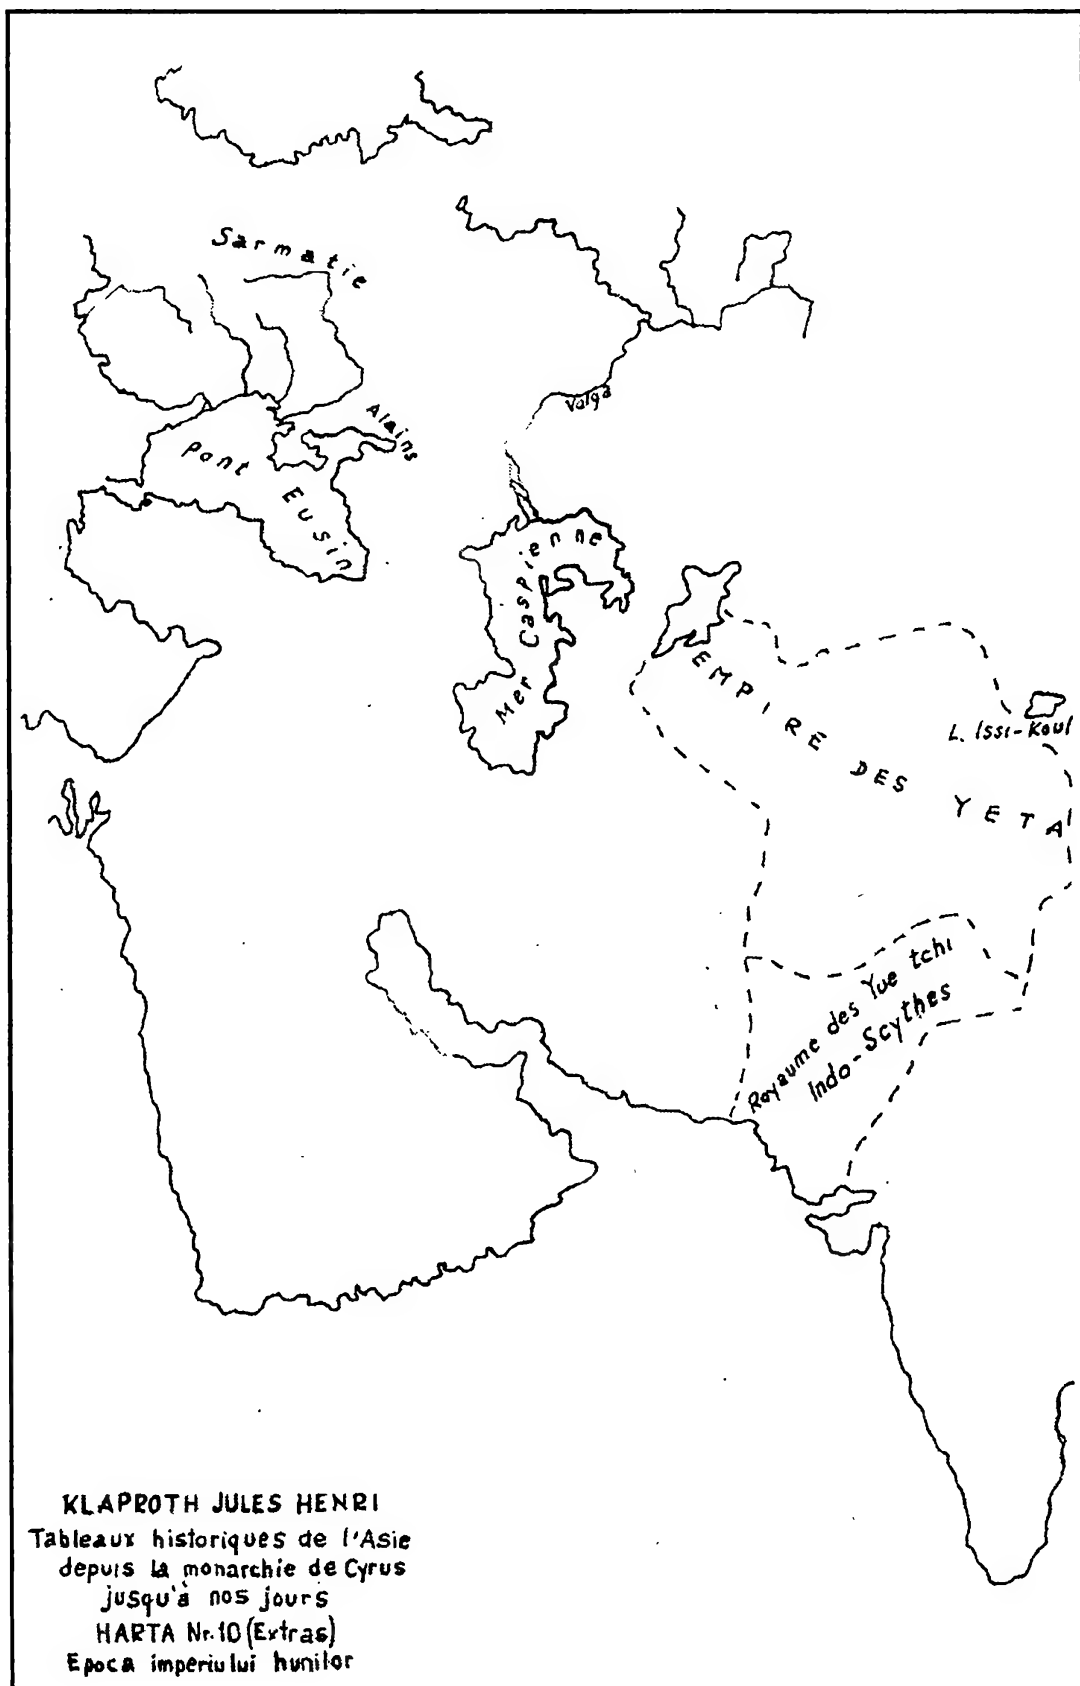 Sarmatie
Volga
Alains
Pont
Eusin
Mer Caspienne
EMPIRE DES YETA
L. Issi-Koul
Royaume des Yue tchi
Indo-Scythes
KLAPROTH JULES HENRI
Tableaux historiques de l'Asie
depuis la monarchie de Cyrus
jusqu'à nos jours
HARTA Nr.10 (Extras)
Epoca imperiului hunilor